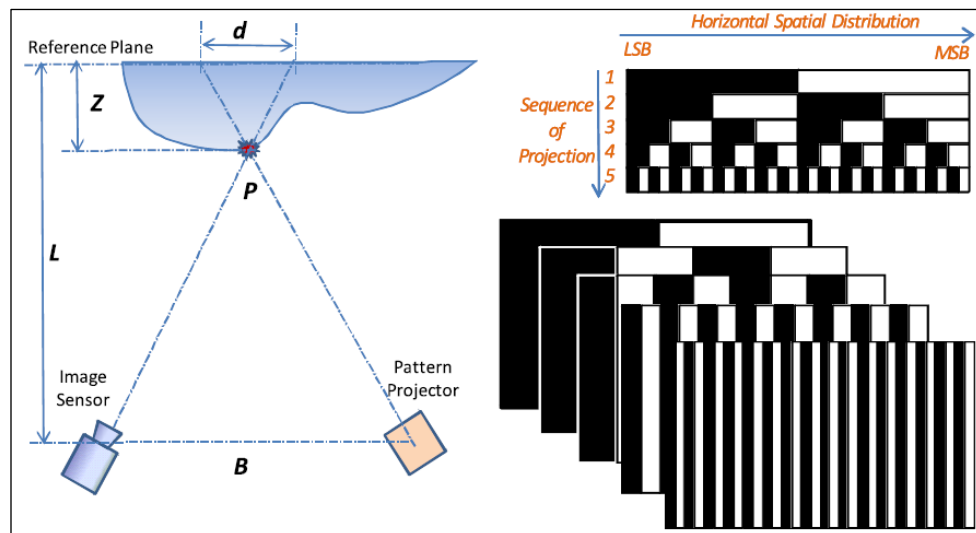 d
Reference Plane
Z
P
L
Image
Sensor
Pattern
Projector
B
Horizontal Spatial Distribution
LSB
MSB
Sequence
of
Projection
1
2
3
4
5